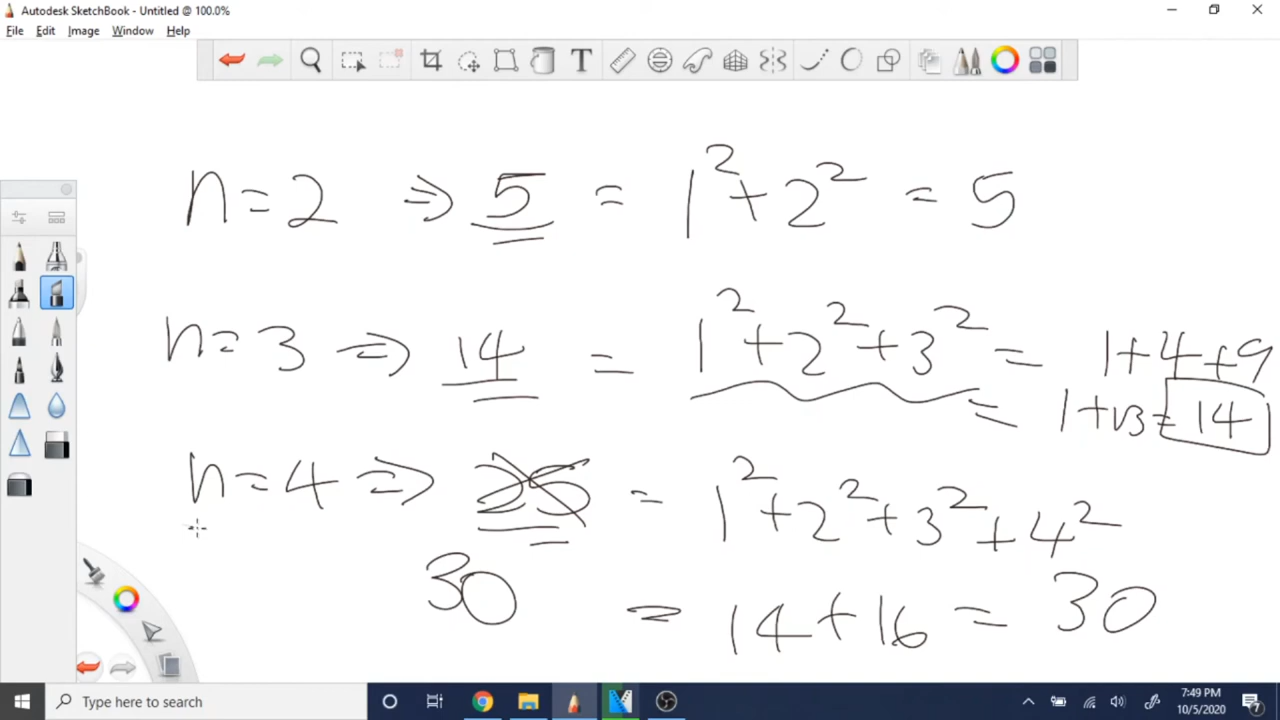 Autodesk SketchBook - Untitled @ 100.0%
File Edit Image Window Help
n=2 ⇒ 5 = 1² + 2² = 5
n=3 ⇒ 14 = 1² + 2² + 3² = 1+4+9
= 1+13= 14
n=4 ⇒ 25 = 1² + 2² + 3² + 4²
30 = 14+16 = 30
Type here to search
7:49 PM
10/5/2020
7